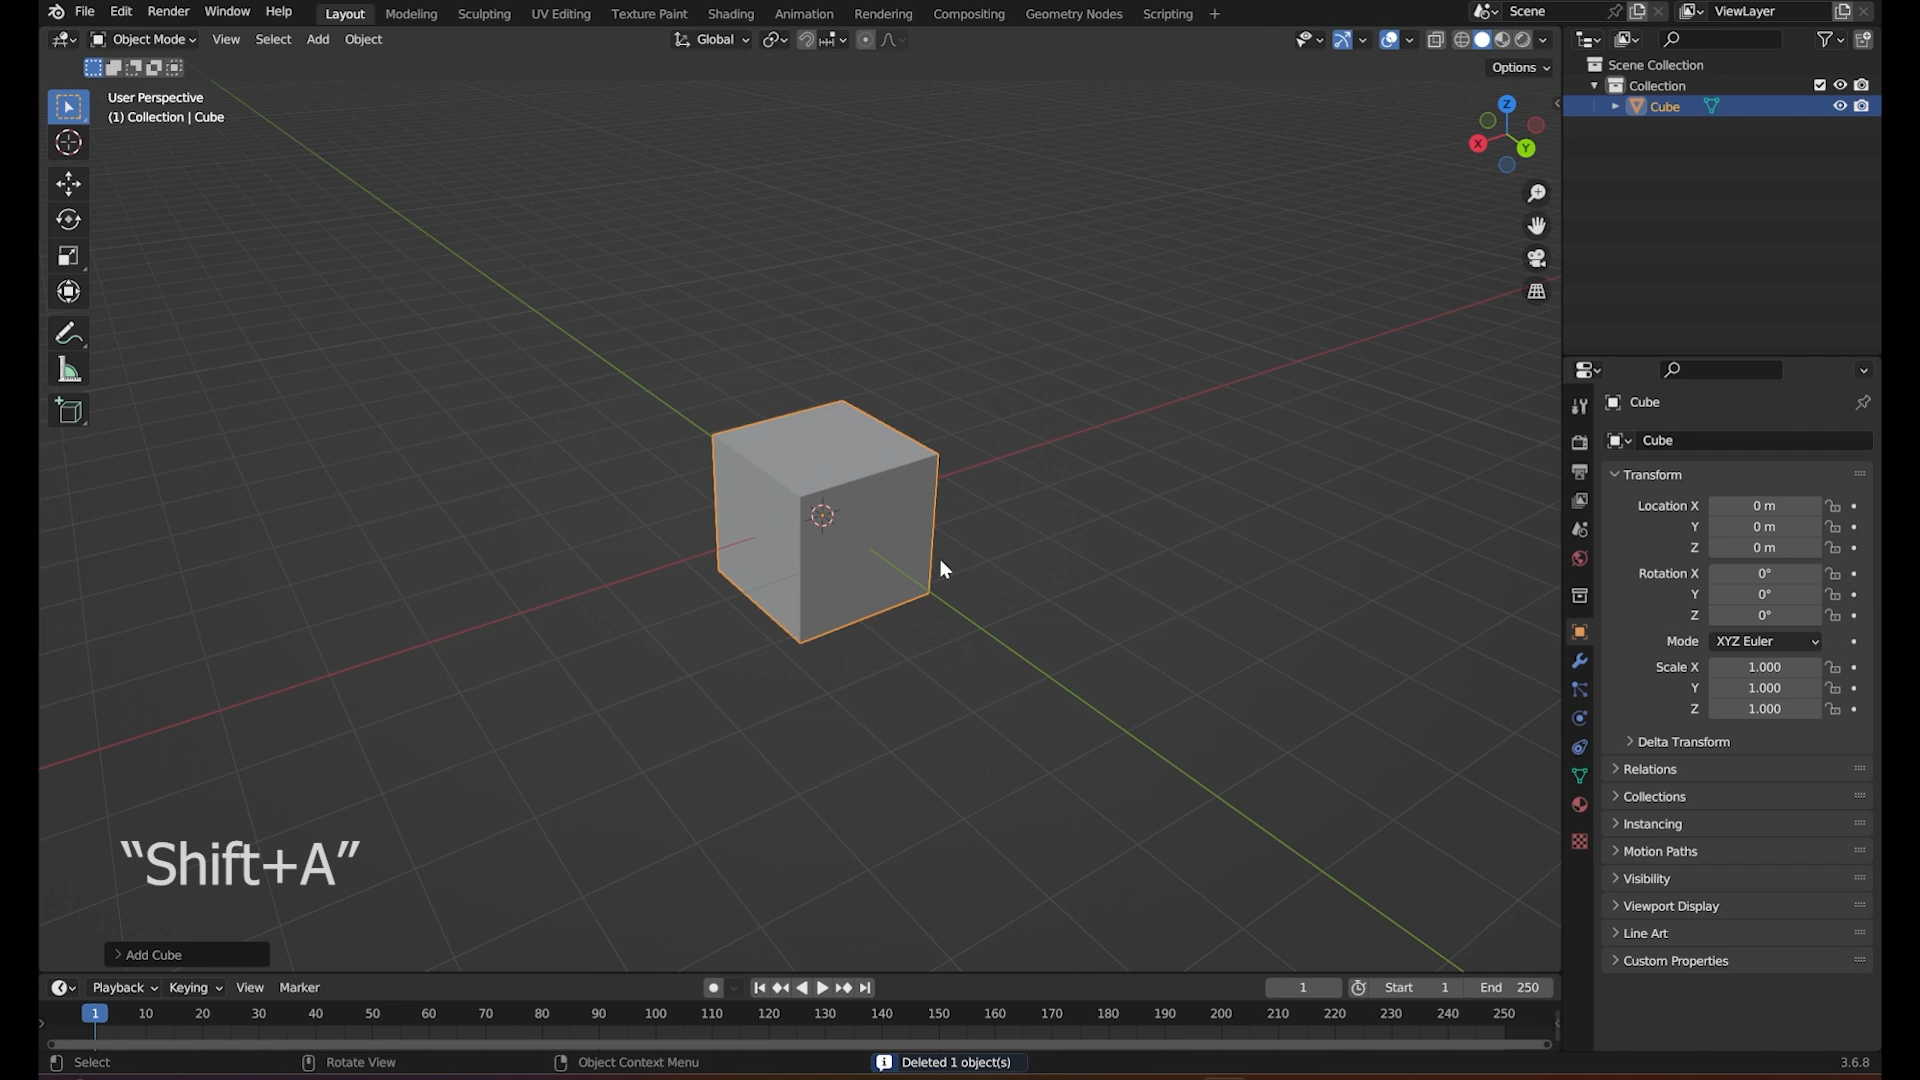 File Edit Render Window Help Layout Modeling Sculpting UV Editing Texture Paint Shading Animation Rendering Compositing Geometry Nodes Scripting + Scene ViewLayer
Object Mode View Select Add Object Global
Options
User Perspective
(1) Collection | Cube
Z
X
Y
Scene Collection
Collection
Cube
Cube
Cube
Transform
Location X 0 m
Y 0 m
Z 0 m
Rotation X 0°
Y 0°
Z 0°
Mode XYZ Euler
Scale X 1.000
Y 1.000
Z 1.000
Delta Transform
Relations
Collections
Instancing
Motion Paths
Visibility
Viewport Display
Line Art
Custom Properties
“Shift+A”
Add Cube
Playback Keying View Marker 1 Start 1 End 250
1 10 20 30 40 50 60 70 80 90 100 110 120 130 140 150 160 170 180 190 200 210 220 230 240 250
Select Rotate View Object Context Menu Deleted 1 object(s) 3.6.8